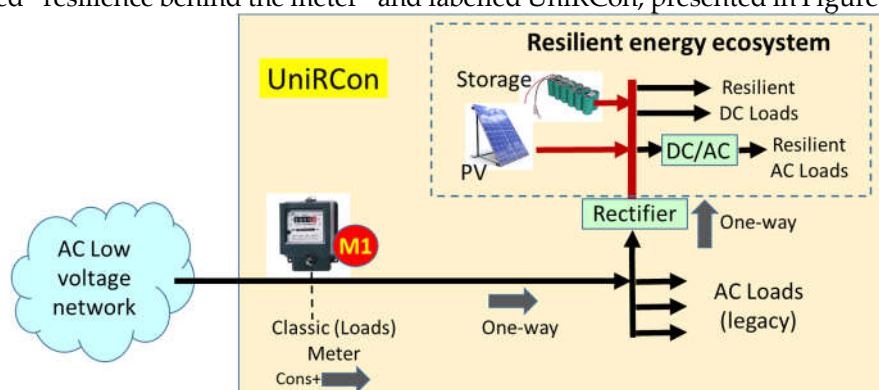 ed "resilience behind the meter" and labelled UniRCon, presented in Figure
Resilient energy ecosystem
UniRCon
Storage
Resilient
DC Loads
PV
DC/AC
Resilient
AC Loads
Rectifier
One-way
AC Low
voltage
network
M1
AC Loads
(legacy)
Classic (Loads)
Meter
One-way
Cons+